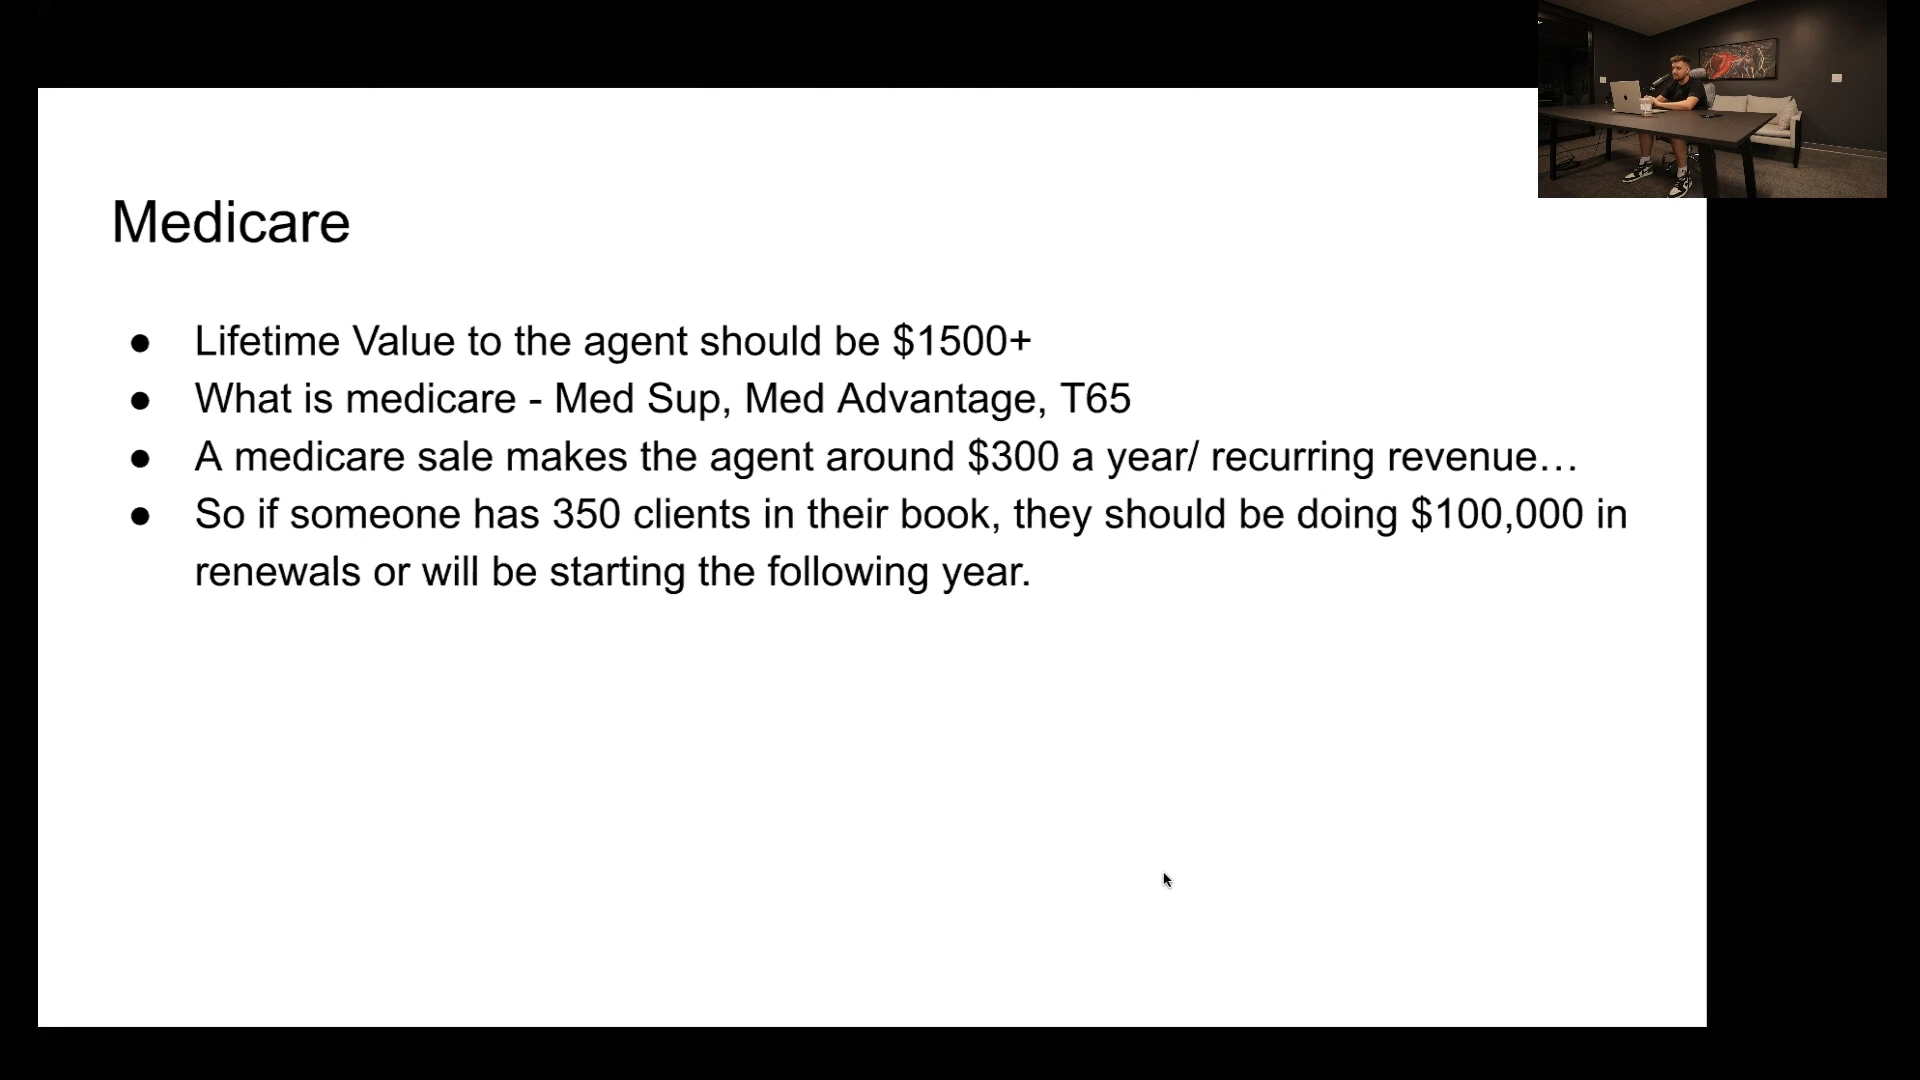 Medicare
● Lifetime Value to the agent should be $1500+
● What is medicare - Med Sup, Med Advantage, T65
● A medicare sale makes the agent around $300 a year/ recurring revenue…
● So if someone has 350 clients in their book, they should be doing $100,000 in
renewals or will be starting the following year.